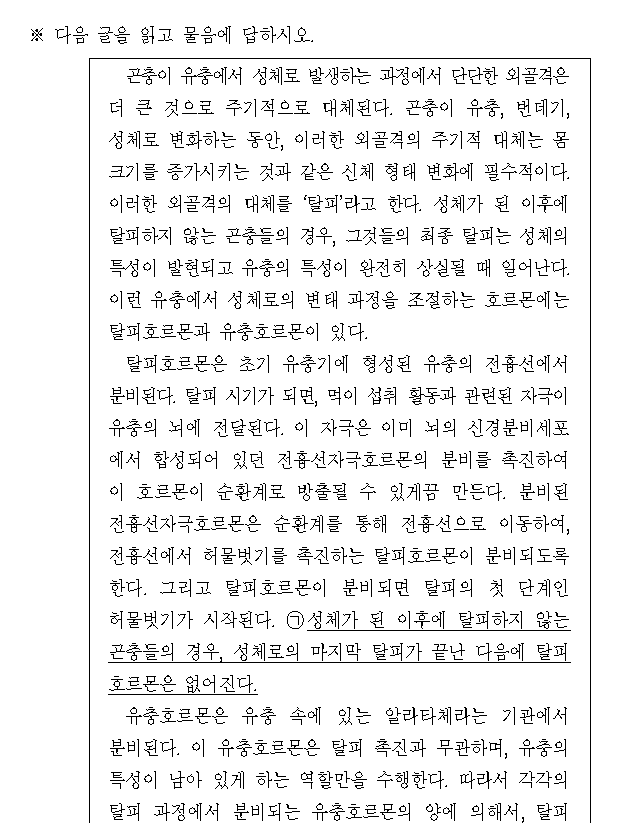 ※ 다음 글을 읽고 물음에 답하시오.
곤충이 유충에서 성체로 발생하는 과정에서 단단한 외골격은
더 큰 것으로 주기적으로 대체된다. 곤충이 유충, 번데기,
성체로 변화하는 동안, 이러한 외골격의 주기적 대체는 몸
크기를 증가시키는 것과 같은 신체 형태 변화에 필수적이다.
이러한 외골격의 대체를 ‘탈피’라고 한다. 성체가 된 이후에
탈피하지 않는 곤충들의 경우, 그것들의 최종 탈피는 성체의
특성이 발현되고 유충의 특성이 완전히 상실될 때 일어난다.
이런 유충에서 성체로의 변태 과정을 조절하는 호르몬에는
탈피호르몬과 유충호르몬이 있다.
탈피호르몬은 초기 유충기에 형성된 유충의 전흉선에서
분비된다. 탈피 시기가 되면, 먹이 섭취 활동과 관련된 자극이
유충의 뇌에 전달된다. 이 자극은 이미 뇌의 신경분비세포
에서 합성되어 있던 전흉선자극호르몬의 분비를 촉진하여
이 호르몬이 순환계로 방출될 수 있게끔 만든다. 분비된
전흉선자극호르몬은 순환계를 통해 전흉선으로 이동하여,
전흉선에서 허물벗기를 촉진하는 탈피호르몬이 분비되도록
한다. 그리고 탈피호르몬이 분비되면 탈피의 첫 단계인
허물벗기가 시작된다. ㉠성체가 된 이후에 탈피하지 않는
곤충들의 경우, 성체로의 마지막 탈피가 끝난 다음에 탈피
호르몬은 없어진다.
유충호르몬은 유충 속에 있는 알라타체라는 기관에서
분비된다. 이 유충호르몬은 탈피 촉진과 무관하며, 유충의
특성이 남아 있게 하는 역할만을 수행한다. 따라서 각각의
탈피 과정에서 분비되는 유충호르몬의 양에 의해서, 탈피